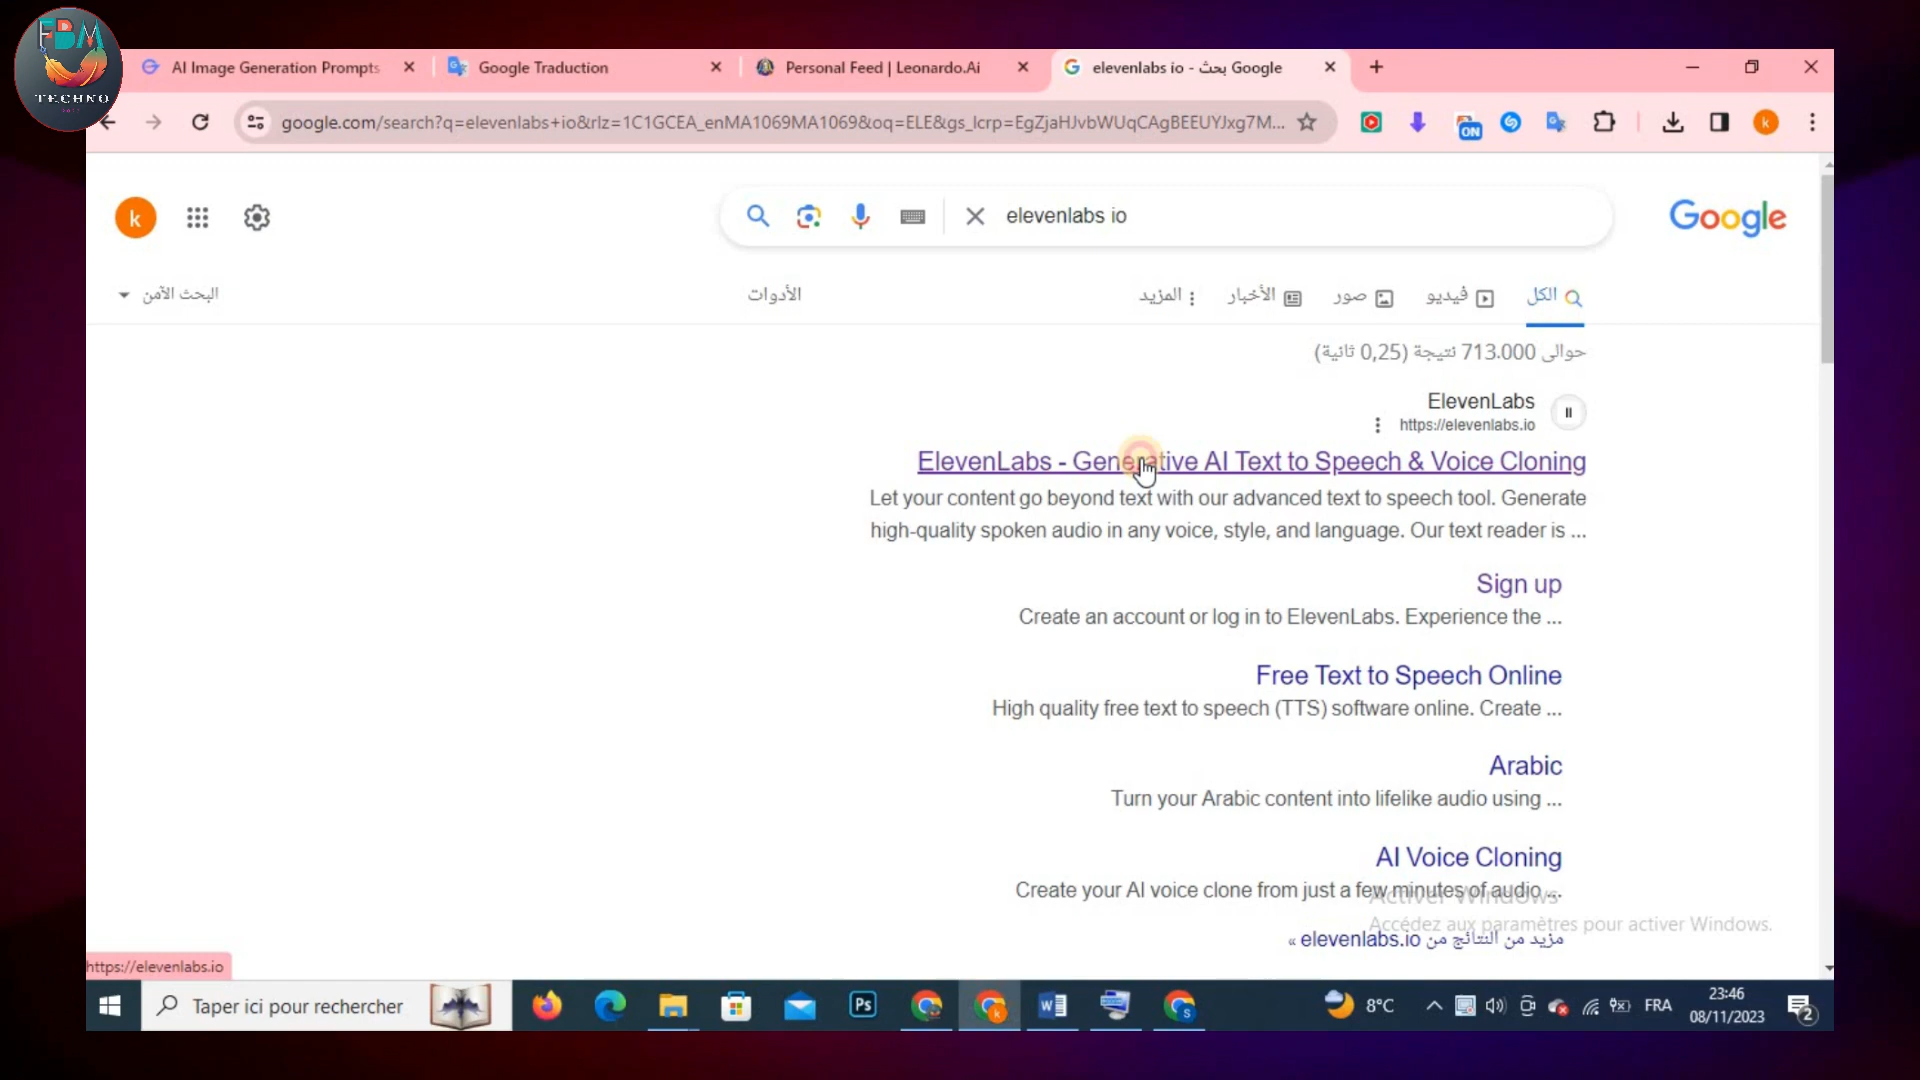 FBM
TECHNO
AI Image Generation Prompts
Google Traduction
Personal Feed | Leonardo.Ai
elevenlabs io - بحث Google
google.com/search?q=elevenlabs+io&rlz=1C1GCEA_enMA1069MA1069&oq=ELE&gs_lcrp=EgZjaHJvbWUqCAgBEEUYJxg7M...
ON
k
k
elevenlabs io
Google
الكل
فيديو
صور
الأخبار
المزيد
الأدوات
البحث الآمن
حوالى 713.000 نتيجة (0,25 ثانية)
ElevenLabs
https://elevenlabs.io
ElevenLabs - Generative AI Text to Speech & Voice Cloning
Let your content go beyond text with our advanced text to speech tool. Generate
high-quality spoken audio in any voice, style, and language. Our text reader is ...
Sign up
Create an account or log in to ElevenLabs. Experience the ...
Free Text to Speech Online
High quality free text to speech (TTS) software online. Create ...
Arabic
Turn your Arabic content into lifelike audio using ...
AI Voice Cloning
Create your AI voice clone from just a few minutes of audio ...
Activer Windows
Accédez aux paramètres pour activer Windows.
مزيد من النتائج من elevenlabs.io »
https://elevenlabs.io
Taper ici pour rechercher
Ps
k
W
S
8°C
FRA
23:46
08/11/2023
2